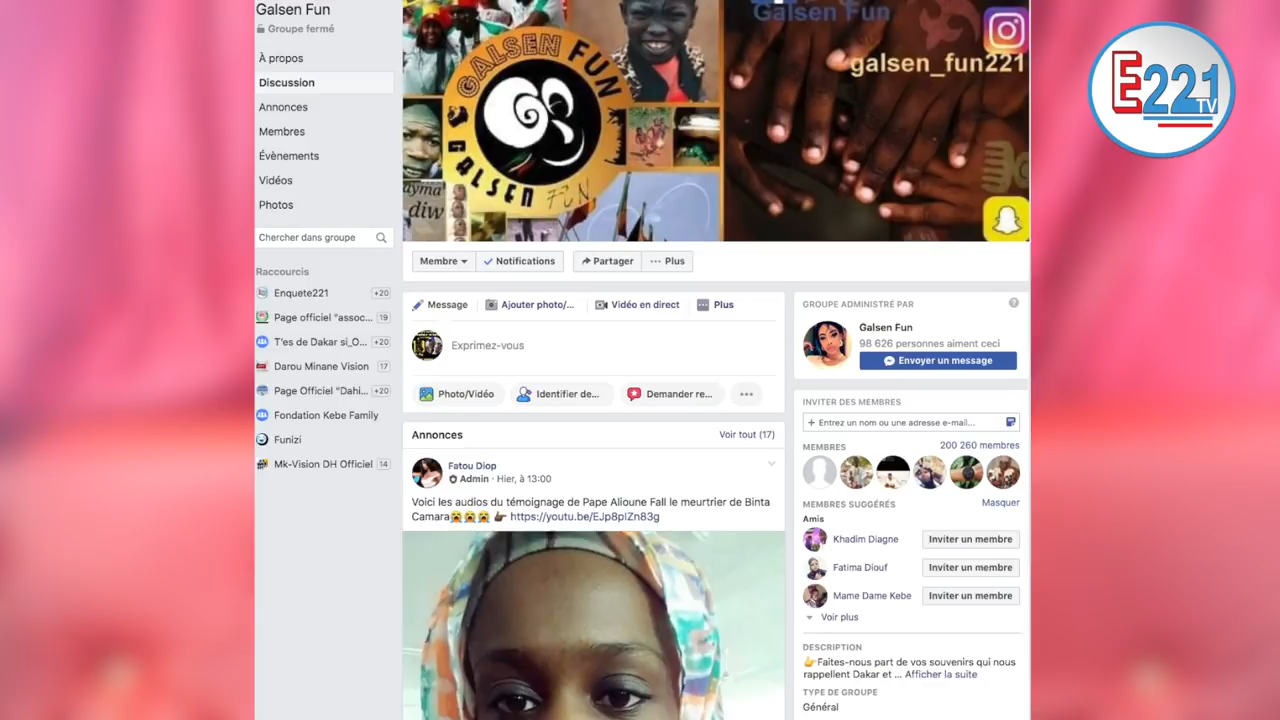 Galsen Fun
Groupe fermé
À propos
Discussion
Annonces
Membres
Évènements
Vidéos
Photos
Chercher dans groupe
Raccourcis
Enquete221
+20
Page officiel "assoc...
19
T'es de Dakar si_O...
+20
Darou Minane Vision
17
Page Officiel "Dahi...
+20
Fondation Kebe Family
Funizi
Mk-Vision DH Officiel
14
GALSEN FUN
GALSEN FUN
diw
Galsen Fun
galsen_fun221
E221
TV
Membre
Notifications
Partager
Plus
Message
Ajouter photo/...
Vidéo en direct
Plus
Exprimez-vous
Photo/Vidéo
Identifier de...
Demander re...
Annonces
Voir tout (17)
Fatou Diop
Admin · Hier, à 13:00
Voici les audios du témoignage de Pape Alioune Fall le meurtrier de Binta
Camara😭😭😭 👉🏿 https://youtu.be/EJp8pIZn83g
GROUPE ADMINISTRÉ PAR
Galsen Fun
98 626 personnes aiment ceci
Envoyer un message
INVITER DES MEMBRES
+ Entrez un nom ou une adresse e-mail...
MEMBRES
200 260 membres
MEMBRES SUGGÉRÉS
Masquer
Amis
Khadim Diagne
Inviter un membre
Fatima Diouf
Inviter un membre
Mame Dame Kebe
Inviter un membre
Voir plus
DESCRIPTION
👉Faites-nous part de vos souvenirs qui nous
rappellent Dakar et ... Afficher la suite
TYPE DE GROUPE
Général